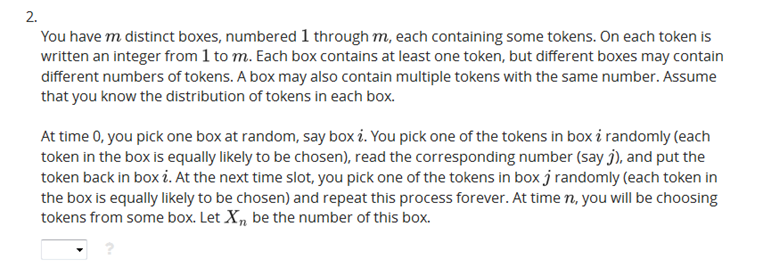 2.
You have m distinct boxes, numbered 1 through m, each containing some tokens. On each token is
written an integer from 1 to m. Each box contains at least one token, but different boxes may contain
different numbers of tokens. A box may also contain multiple tokens with the same number. Assume
that you know the distribution of tokens in each box.
At time 0, you pick one box at random, say box i. You pick one of the tokens in box i randomly (each
token in the box is equally likely to be chosen), read the corresponding number (say j), and put the
token back in box i. At the next time slot, you pick one of the tokens in box j randomly (each token in
the box is equally likely to be chosen) and repeat this process forever. At time n, you will be choosing
tokens from some box. Let Xₙ be the number of this box.
?